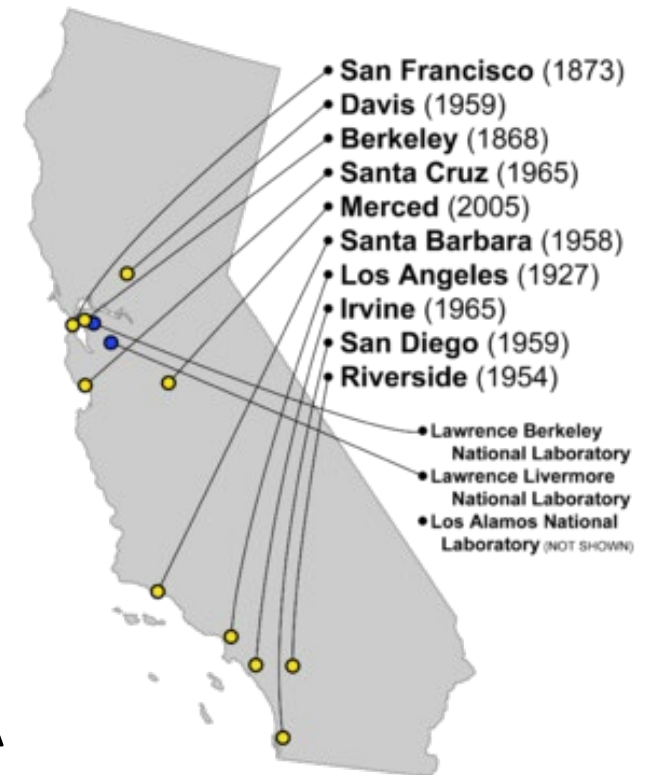 • San Francisco (1873)
• Davis (1959)
• Berkeley (1868)
• Santa Cruz (1965)
• Merced (2005)
• Santa Barbara (1958)
• Los Angeles (1927)
• Irvine (1965)
• San Diego (1959)
• Riverside (1954)
• Lawrence Berkeley
National Laboratory
• Lawrence Livermore
National Laboratory
• Los Alamos National
Laboratory (NOT SHOWN)